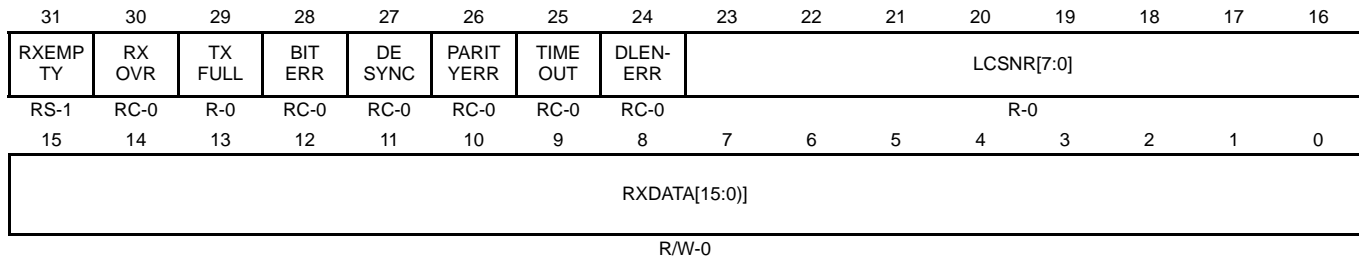 31 30 29 28 27 26 25 24 23 22 21 20 19 18 17 16
RXEMP RX TX BIT DE PARIT TIME DLEN-
TY OVR FULL ERR SYNC YERR OUT ERR LCSNR[7:0]
RS-1 RC-0 R-0 RC-0 RC-0 RC-0 RC-0 RC-0 R-0
15 14 13 12 11 10 9 8 7 6 5 4 3 2 1 0
RXDATA[15:0)]
R/W-0